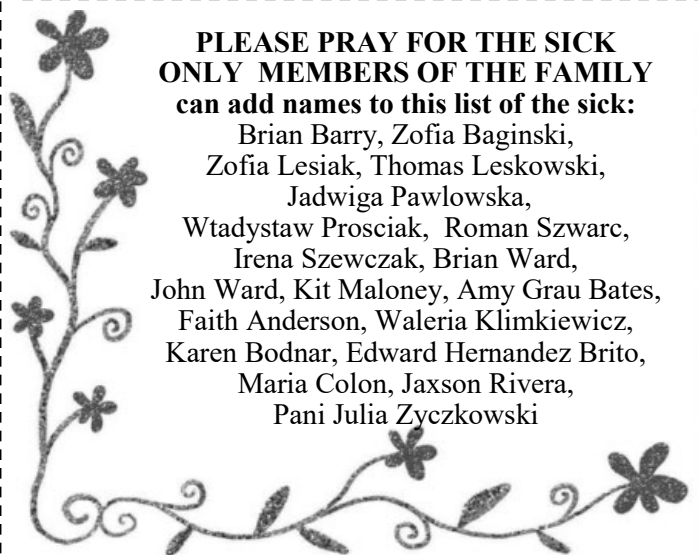 PLEASE PRAY FOR THE SICK
ONLY  MEMBERS OF THE FAMILY
can add names to this list of the sick:
Brian Barry, Zofia Baginski,
Zofia Lesiak, Thomas Leskowski,
Jadwiga Pawlowska,
Wtadystaw Prosciak,  Roman Szwarc,
Irena Szewczak, Brian Ward,
John Ward, Kit Maloney, Amy Grau Bates,
Faith Anderson, Waleria Klimkiewicz,
Karen Bodnar, Edward Hernandez Brito,
Maria Colon, Jaxson Rivera,
Pani Julia Zyczkowski